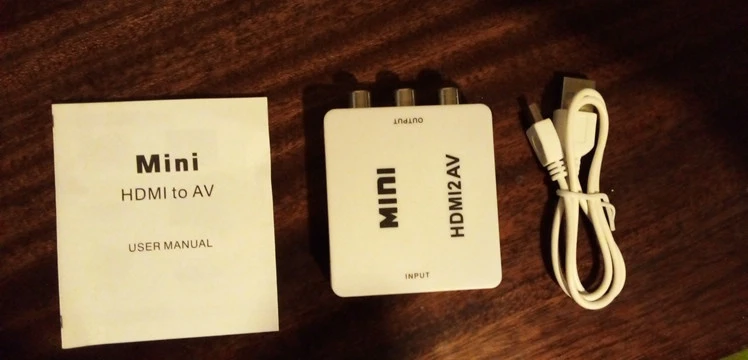 Mini
HDMI to AV
USER MANUAL
OUTPUT
MINI
HDMI2AV
INPUT